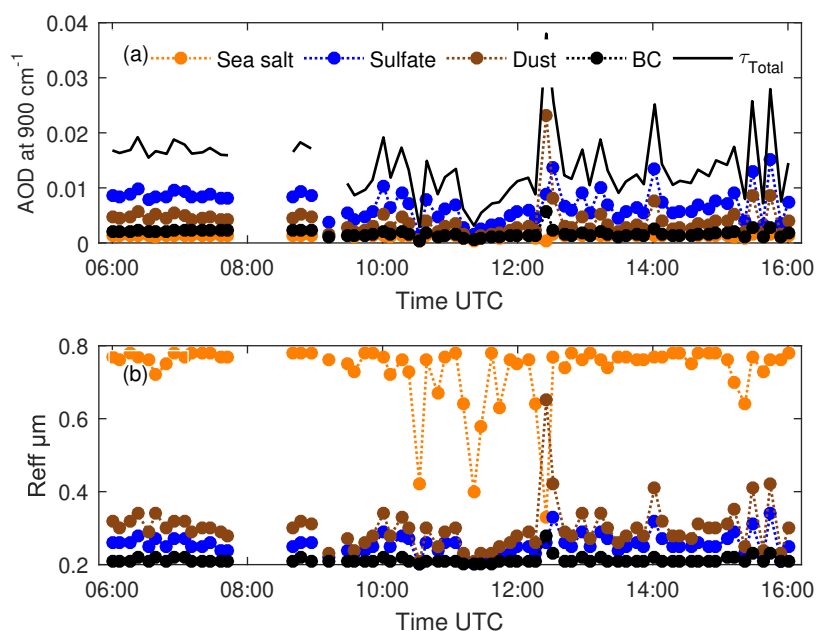 0.04
(a) Sea salt Sulfate Dust BC τTotal
0.03
0.02
0.01
0
AOD at 900 cm-1
06:00 08:00 10:00 12:00 14:00 16:00
Time UTC
0.8
(b)
0.6
0.4
0.2
Reff μm
06:00 08:00 10:00 12:00 14:00 16:00
Time UTC